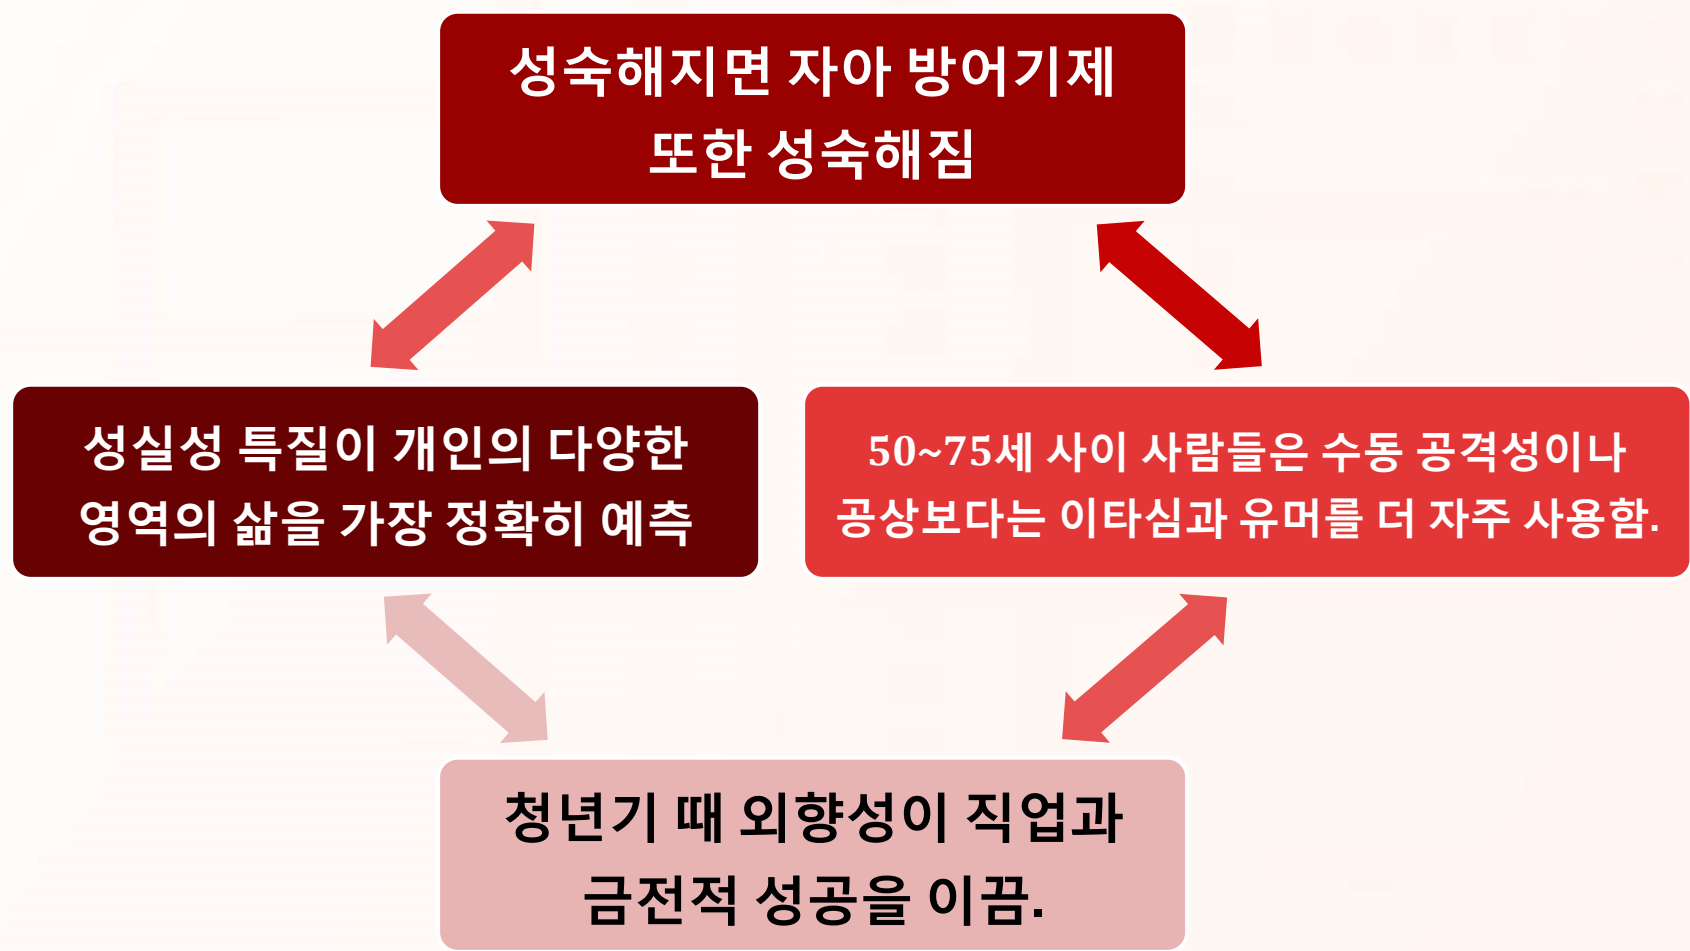 성숙해지면 자아 방어기제
또한 성숙해짐
성실성 특질이 개인의 다양한
영역의 삶을 가장 정확히 예측
50~75세 사이 사람들은 수동 공격성이나
공상보다는 이타심과 유머를 더 자주 사용함.
청년기 때 외향성이 직업과
금전적 성공을 이끔.